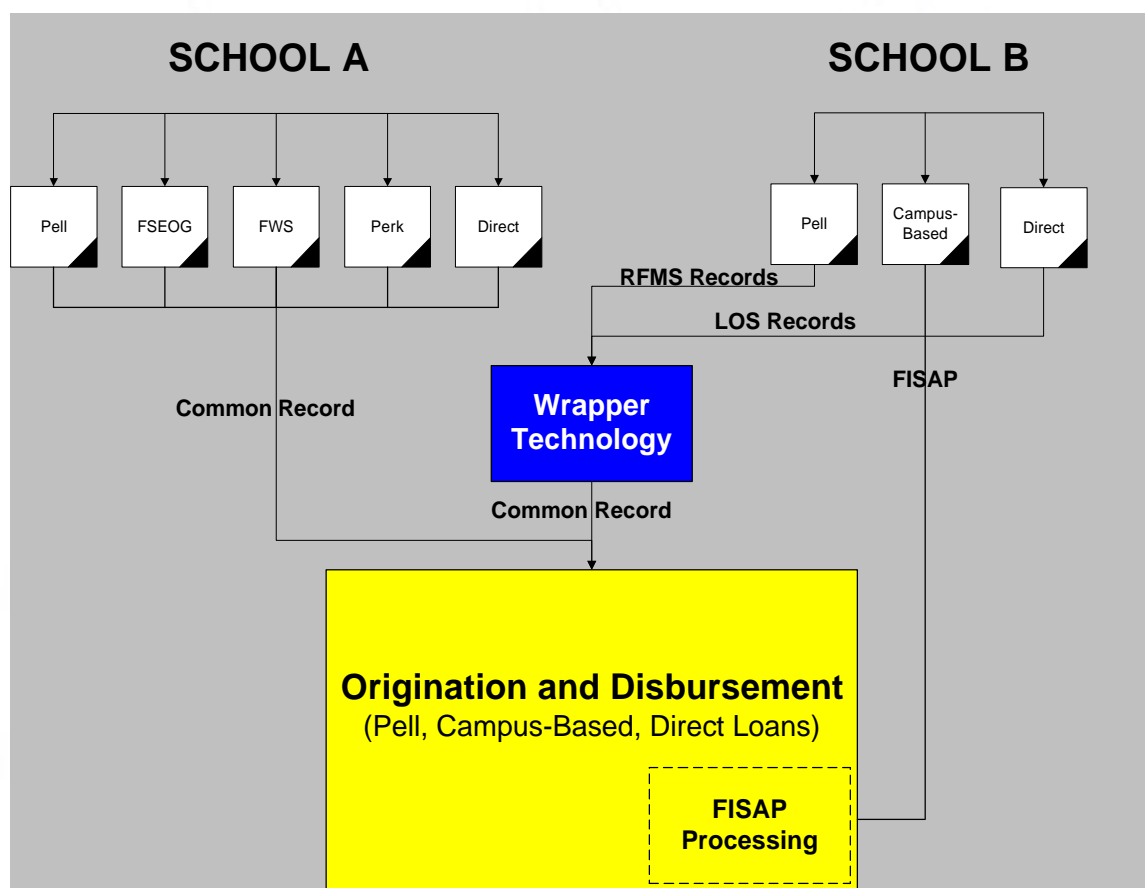 SCHOOL A
SCHOOL B
Pell
FSEOG
FWS
Perk
Direct
Pell
Campus-
Based
Direct
RFMS Records
LOS Records
FISAP
Common Record
Wrapper
Technology
Common Record
Origination and Disbursement
(Pell, Campus-Based, Direct Loans)
FISAP
Processing